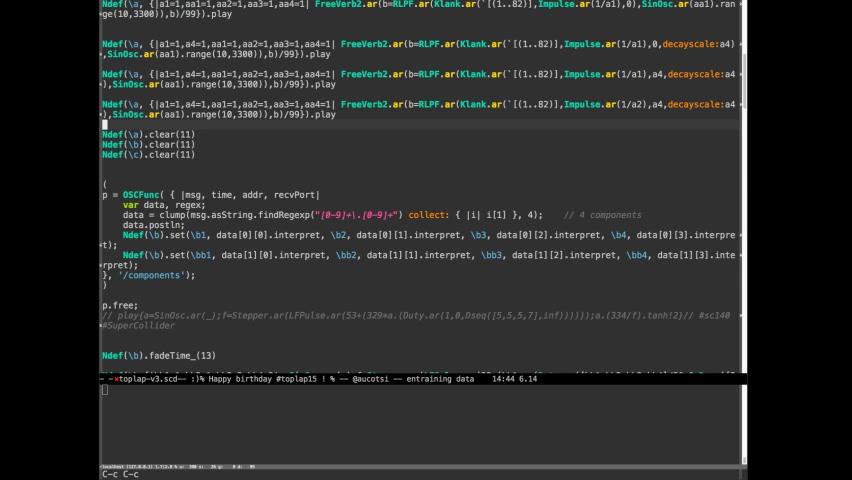 Ndef(\a, {|a1=1,aa1=1,aa2=1,aa3=1,aa4=1| FreeVerb2.ar(b=RLPF.ar(Klank.ar(`[(1..82)],Impulse.ar(1/a1),0),SinOsc.ar(aa1).ran
ge(10,3300)),b)/99}).play
Ndef(\a, {|a1=1,a4=1,aa1=1,aa2=1,aa3=1,aa4=1| FreeVerb2.ar(b=RLPF.ar(Klank.ar(`[(1..82)],Impulse.ar(1/a1),0,decayscale:a4)
,SinOsc.ar(aa1).range(10,3300)),b)/99}).play
Ndef(\a, {|a1=1,a4=1,aa1=1,aa2=1,aa3=1,aa4=1| FreeVerb2.ar(b=RLPF.ar(Klank.ar(`[(1..82)],Impulse.ar(1/a1),a4,decayscale:a4
),SinOsc.ar(aa1).range(10,3300)),b)/99}).play
Ndef(\a, {|a1=1,a4=1,aa1=1,aa2=1,aa3=1,aa4=1| FreeVerb2.ar(b=RLPF.ar(Klank.ar(`[(1..82)],Impulse.ar(1/a2),a4,decayscale:a4
),SinOsc.ar(aa1).range(10,3300)),b)/99}).play
Ndef(\a).clear(11)
Ndef(\b).clear(11)
Ndef(\c).clear(11)
(
p = OSCFunc( { |msg, time, addr, recvPort|
var data, regex;
data = clump(msg.asString.findRegexp("[0-9]+\.[0-9]+") collect: { |i| i[1] }, 4); // 4 components
data.postln;
Ndef(\b).set(\b1, data[0][0].interpret, \b2, data[0][1].interpret, \b3, data[0][2].interpret, \b4, data[0][3].interpre
t);
Ndef(\b).set(\bb1, data[1][0].interpret, \bb2, data[1][1].interpret, \bb3, data[1][2].interpret, \bb4, data[1][3].inte
rpret);
}, '/components');
)
p.free;
// play{a=SinOsc.ar(_);f=Stepper.ar(LFPulse.ar(53+(329*a.(Duty.ar(1,0,Dseq([5,5,5,7],inf))))));a.(334/f).tanh!2}// #sc140
#SuperCollider
Ndef(\b).fadeTime_(13)
toplap-v3.scd-- :)% Happy birthday #toplap15 ! % -- @aucotsi -- entraining data 14:44 6.14
C-c C-c